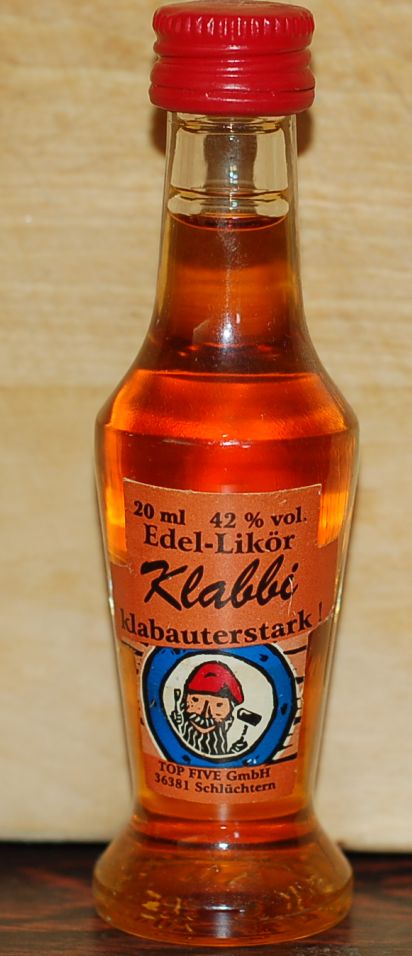 20 ml 42 % vol.
Edel-Likör
Klabbi
klabauterstark !
TOP FIVE GmbH
36381 Schlüchtern